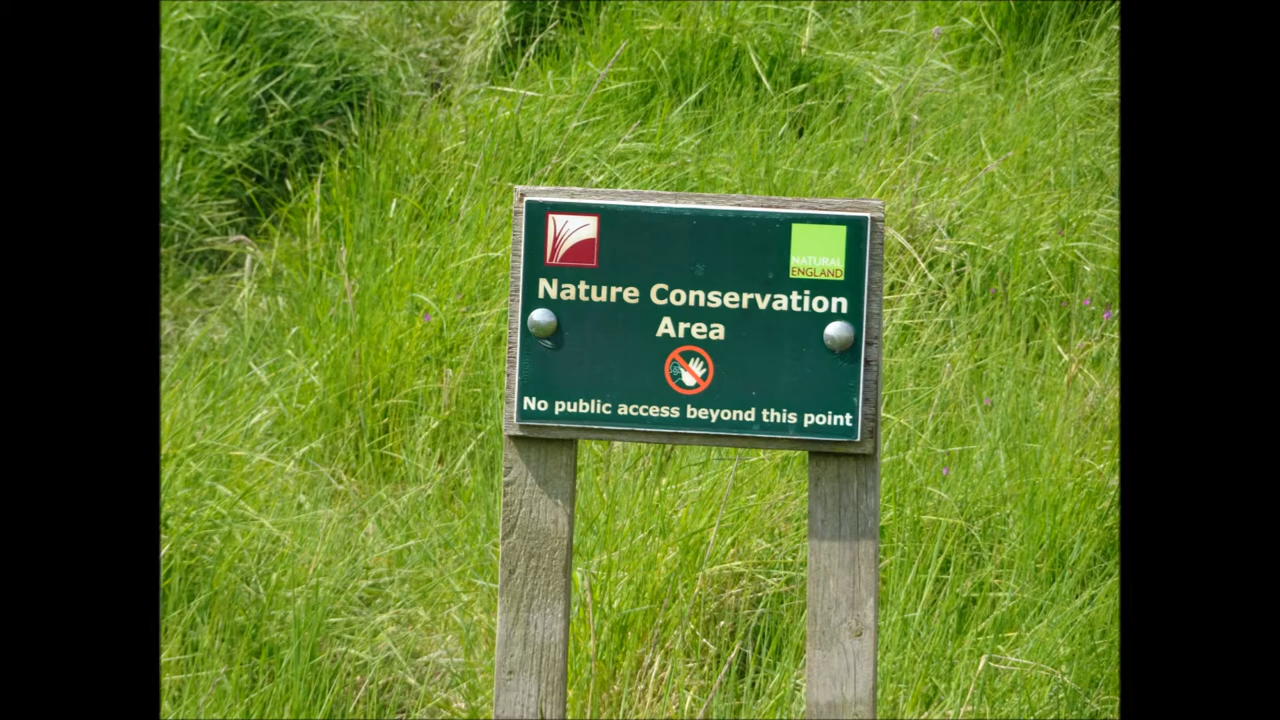 NATURAL
ENGLAND
Nature Conservation
Area
No public access beyond this point